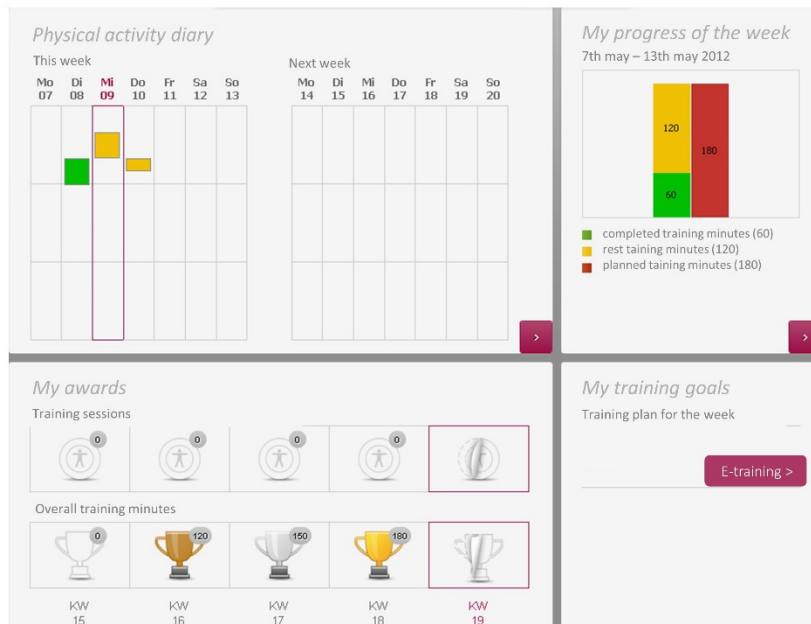 Physical activity diary
This week
Next week
Mo Di Mi Do Fr Sa So
07 08 09 10 11 12 13
Mo Di Mi Do Fr Sa So
14 15 16 17 18 19 20
>
My progress of the week
7th may – 13th may 2012
120
180
60
completed training minutes (60)
rest taining minutes (120)
planned taining minutes (180)
>
My awards
Training sessions
0 0 0 0
Overall training minutes
0 120 150 180
KW KW KW KW KW
15 16 17 18 19
My training goals
Training plan for the week
E-training >